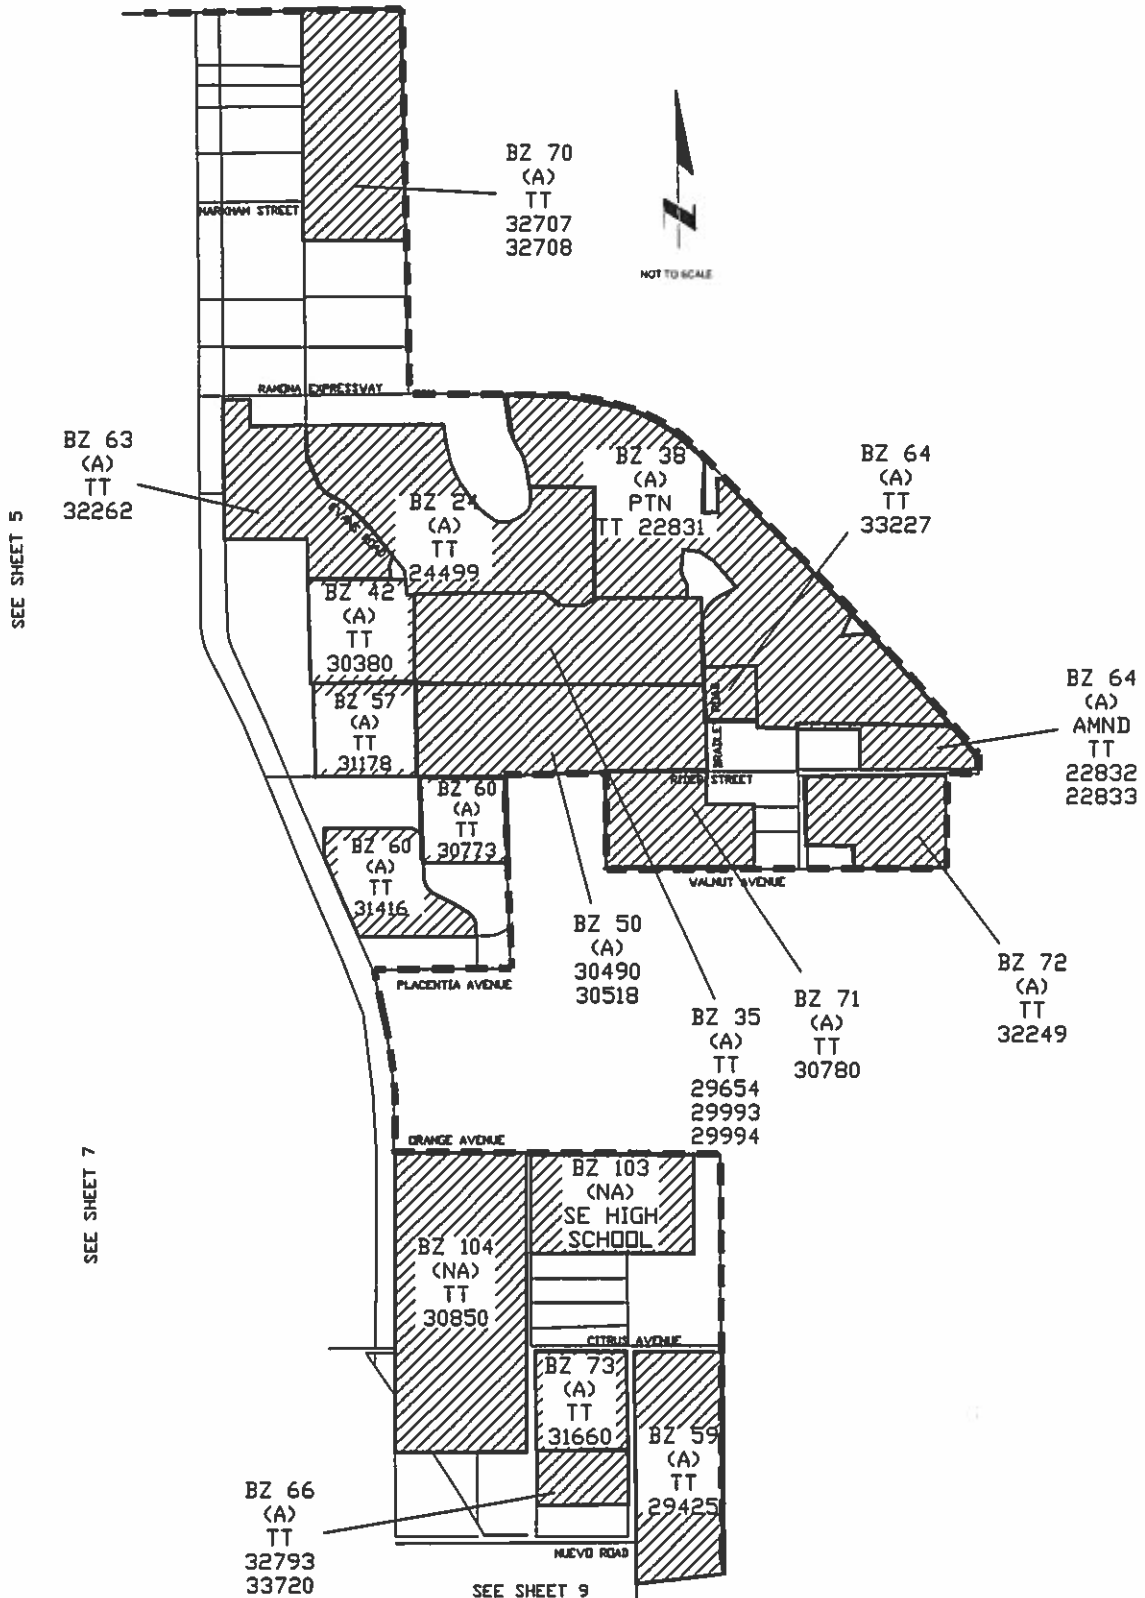 BZ 70
(A)
TT
32707
32708
MARKHAM STREET
NOT TO SCALE
RAMONA EXPRESSWAY
BZ 63
(A)
TT
32262
SEE SHEET 5
BZ 38
(A)
PTN
TT 22831
BZ 64
(A)
TT
33227
BZ 2
(A)
TT
24499
BZ 42
(A)
TT
30380
BZ 57
(A)
TT
31178
BRADLEY ROAD
BZ 64
(A)
AMND
TT
22832
22833
RIDER STREET
BZ 60
(A)
TT
30773
BZ 60
(A)
TT
31416
WALNUT AVENUE
BZ 50
(A)
30490
30518
PLACENTIA AVENUE
BZ 35
(A)
TT
29654
29993
29994
BZ 71
(A)
TT
30780
BZ 72
(A)
TT
32249
SEE SHEET 7
ORANGE AVENUE
BZ 103
(NA)
SE HIGH
SCHOOL
BZ 104
(NA)
TT
30850
CITRUS AVENUE
BZ 73
(A)
TT
31660
BZ 59
(A)
TT
29425
BZ 66
(A)
TT
32793
33720
NUEVO ROAD
SEE SHEET 9